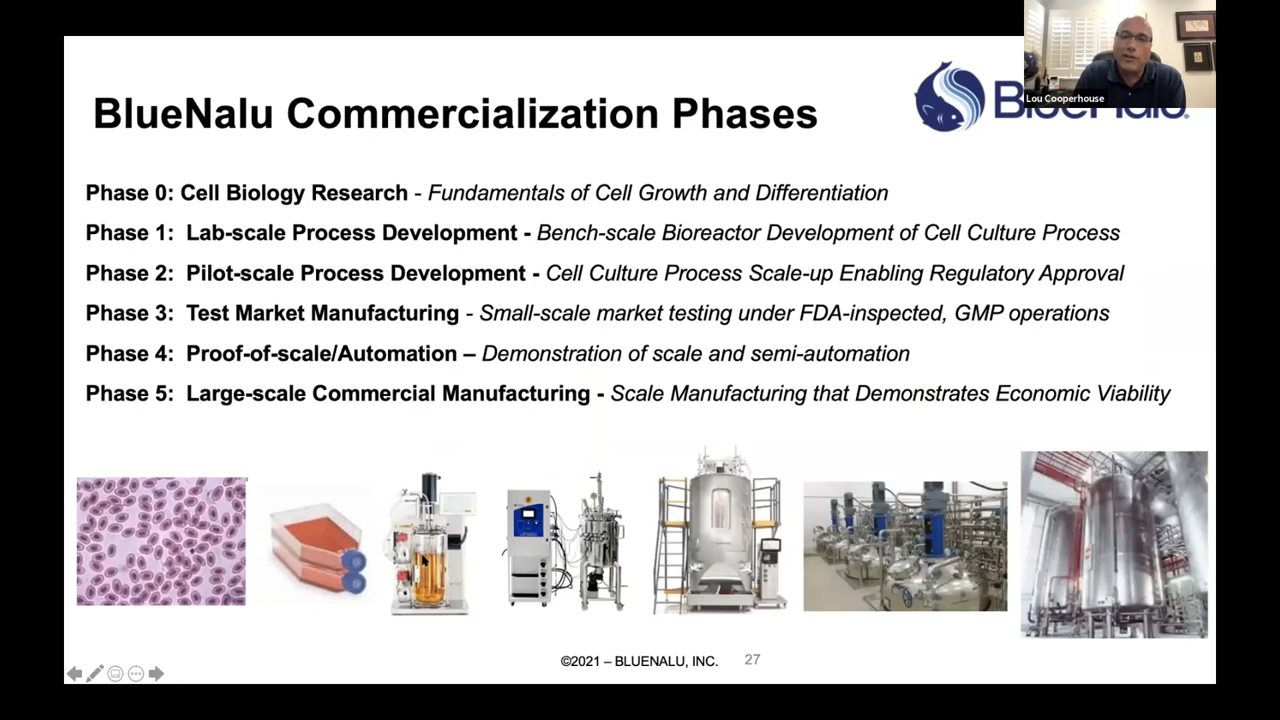 Lou Cooperhouse
BlueNalu Commercialization Phases
Phase 0: Cell Biology Research - Fundamentals of Cell Growth and Differentiation
Phase 1: Lab-scale Process Development - Bench-scale Bioreactor Development of Cell Culture Process
Phase 2: Pilot-scale Process Development - Cell Culture Process Scale-up Enabling Regulatory Approval
Phase 3: Test Market Manufacturing - Small-scale market testing under FDA-inspected, GMP operations
Phase 4: Proof-of-scale/Automation – Demonstration of scale and semi-automation
Phase 5: Large-scale Commercial Manufacturing - Scale Manufacturing that Demonstrates Economic Viability
©2021 – BLUENALU, INC. 27